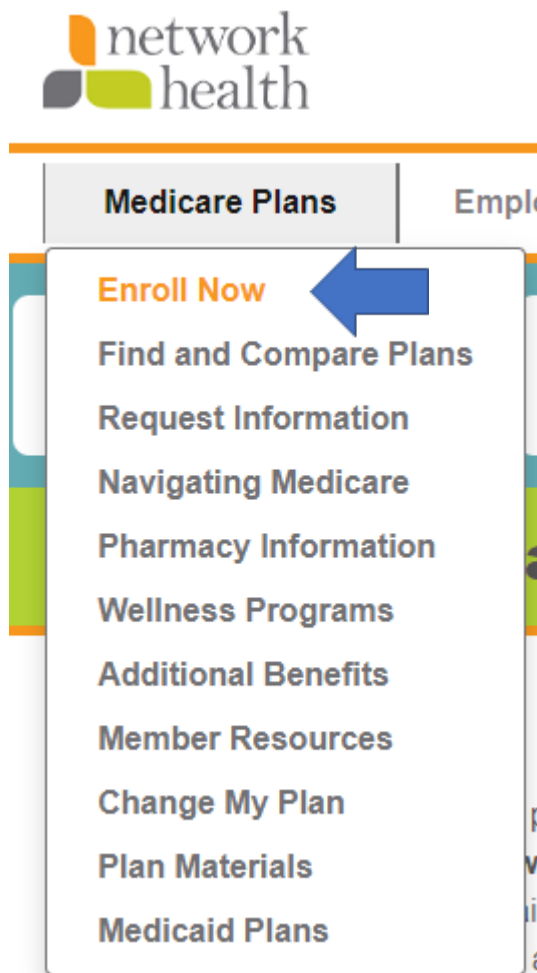 network
health
Medicare Plans
Enroll Now
Find and Compare Plans
Request Information
Navigating Medicare
Pharmacy Information
Wellness Programs
Additional Benefits
Member Resources
Change My Plan
Plan Materials
Medicaid Plans